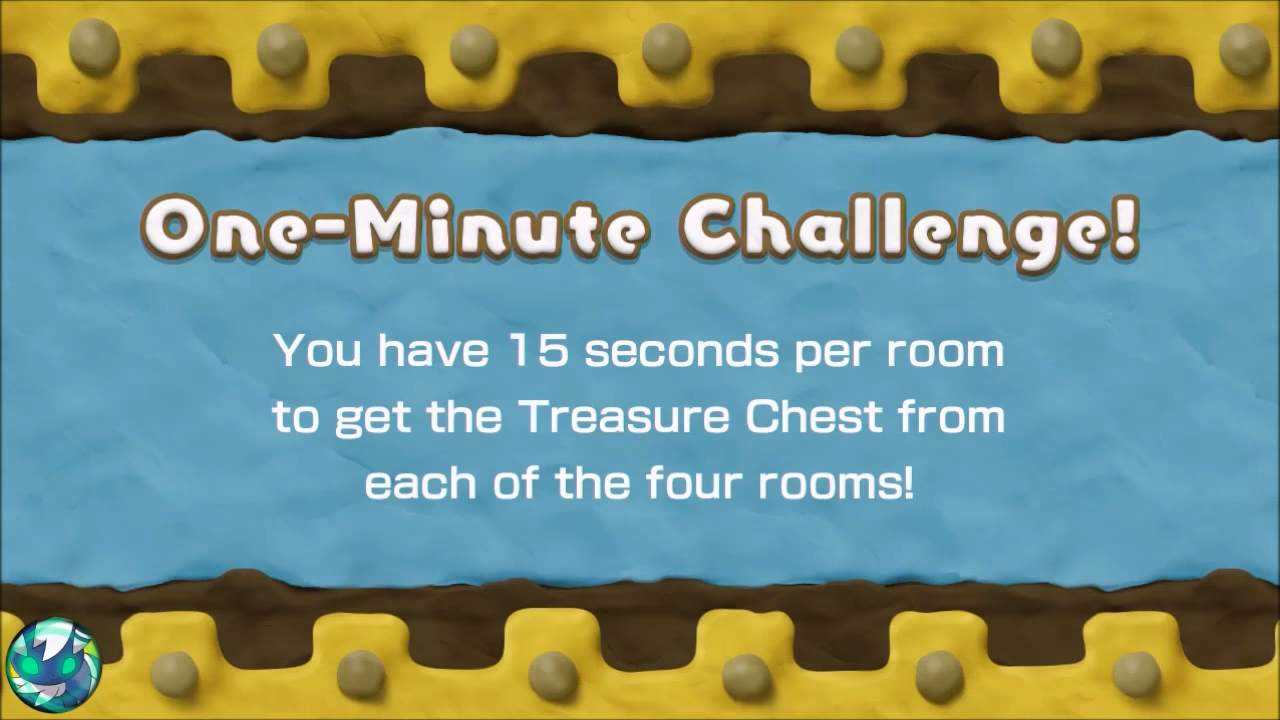 One-Minute Challenge!
You have 15 seconds per room
to get the Treasure Chest from
each of the four rooms!